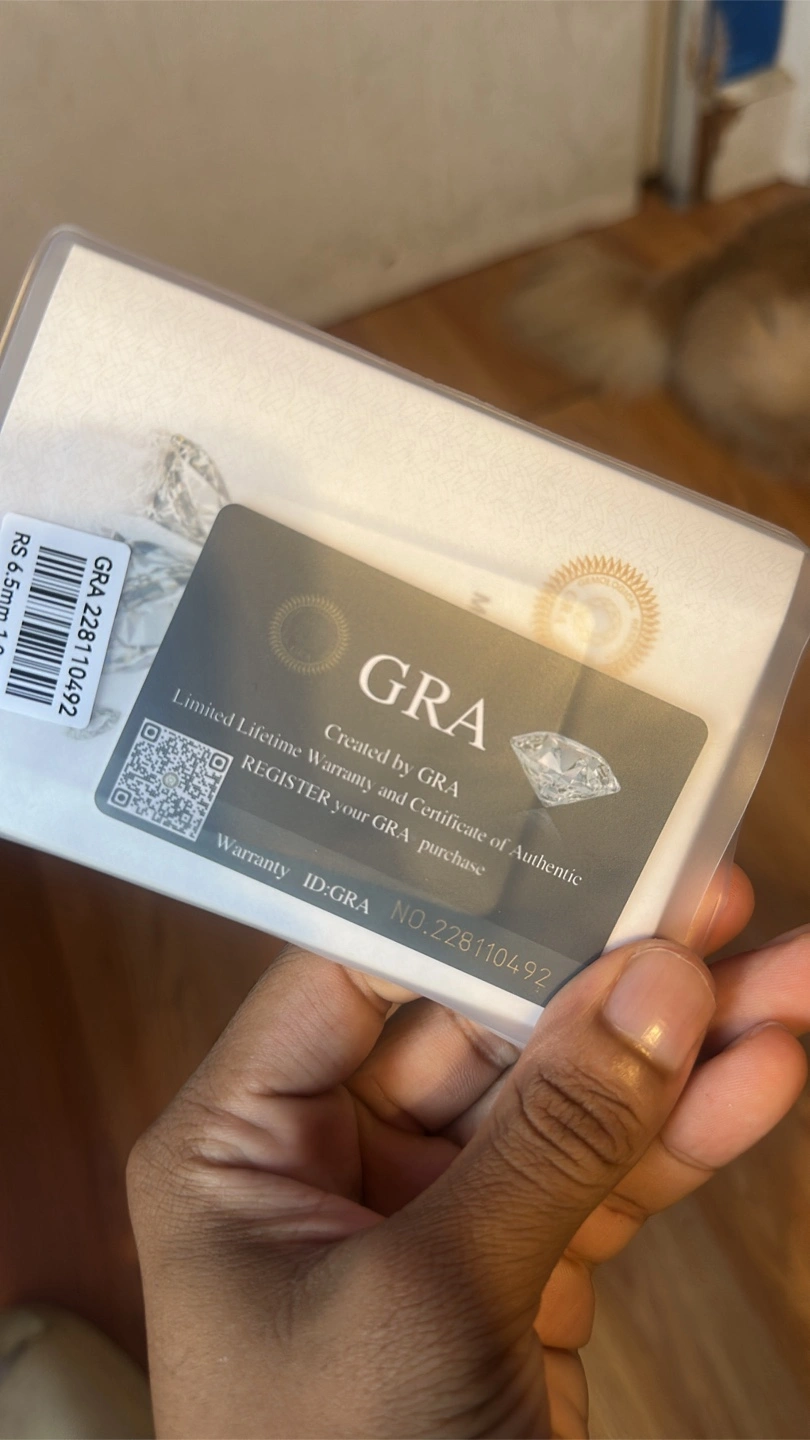 GRA 228110492
RS 6.5mm
GRA
Created by GRA
Limited Lifetime Warranty and Certificate of Authentic
REGISTER your GRA purchase
Warranty ID:GRA NO.228110492